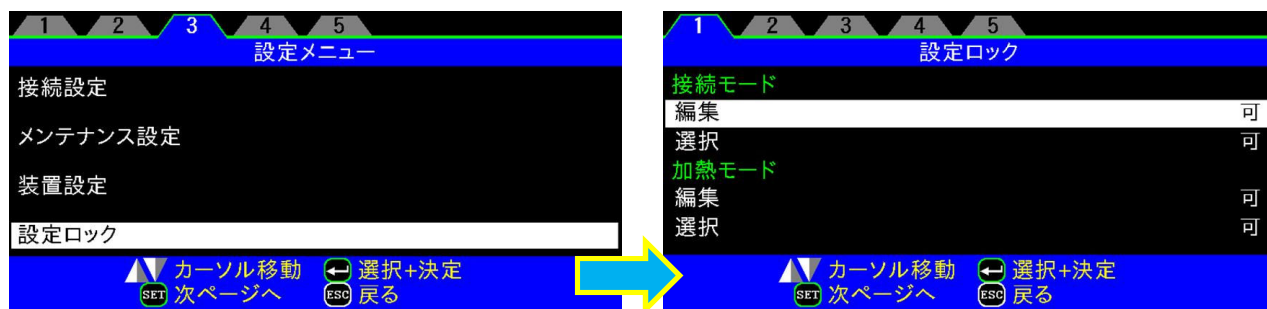 1 2 3 4 5
設定メニュー
接続設定
メンテナンス設定
装置設定
設定ロック
カーソル移動 選択+決定
SET 次ページへ ESC 戻る
1 2 3 4 5
設定ロック
接続モード
編集 可
選択 可
加熱モード
編集 可
選択 可
カーソル移動 選択+決定
SET 次ページへ ESC 戻る